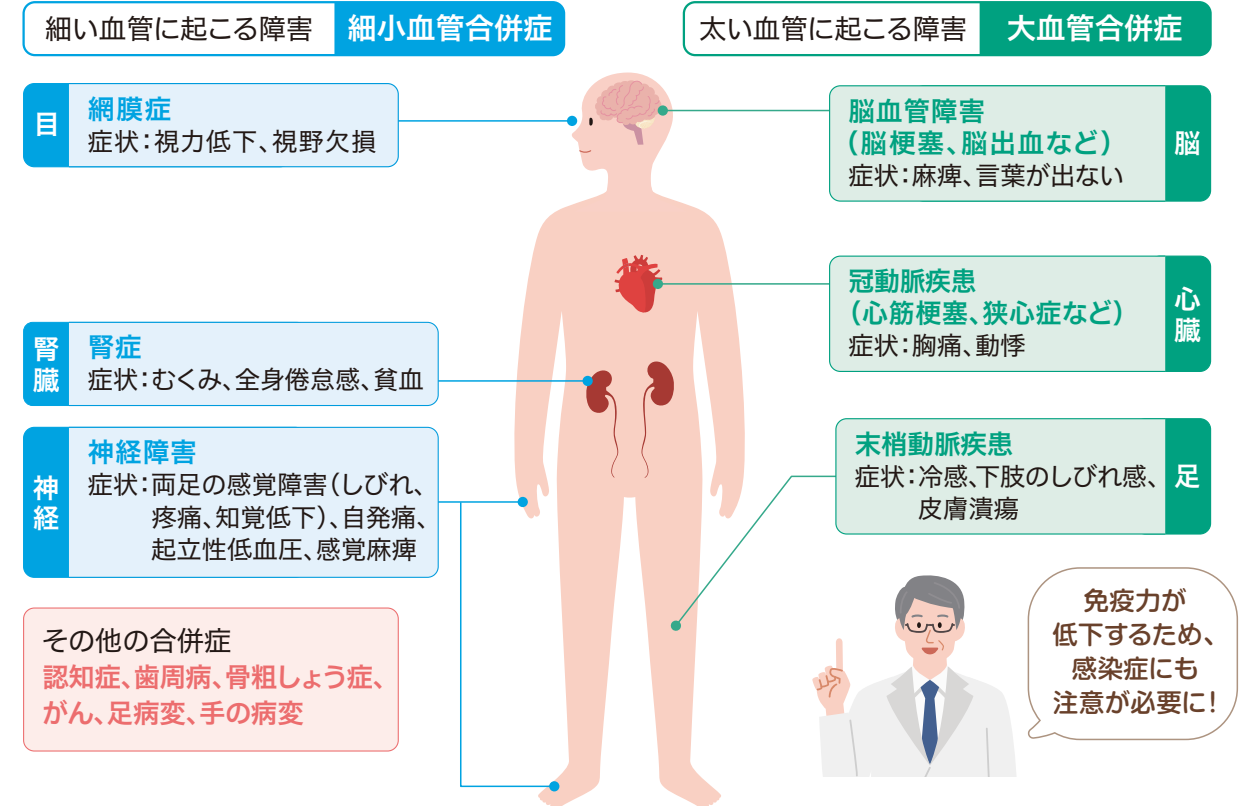 細い血管に起こる障害 細小血管合併症
目
網膜症
症状：視力低下、視野欠損
腎臓
腎症
症状：むくみ、全身倦怠感、貧血
神経
神経障害
症状：両足の感覚障害（しびれ、
疼痛、知覚低下）、自発痛、
起立性低血圧、感覚麻痺
その他の合併症
認知症、歯周病、骨粗しょう症、
がん、足病変、手の病変
太い血管に起こる障害 大血管合併症
脳血管障害
（脳梗塞、脳出血など）
症状：麻痺、言葉が出ない
脳
冠動脈疾患
（心筋梗塞、狭心症など）
症状：胸痛、動悸
心臓
末梢動脈疾患
症状：冷感、下肢のしびれ感、
皮膚潰瘍
足
免疫力が
低下するため、
感染症にも
注意が必要に！